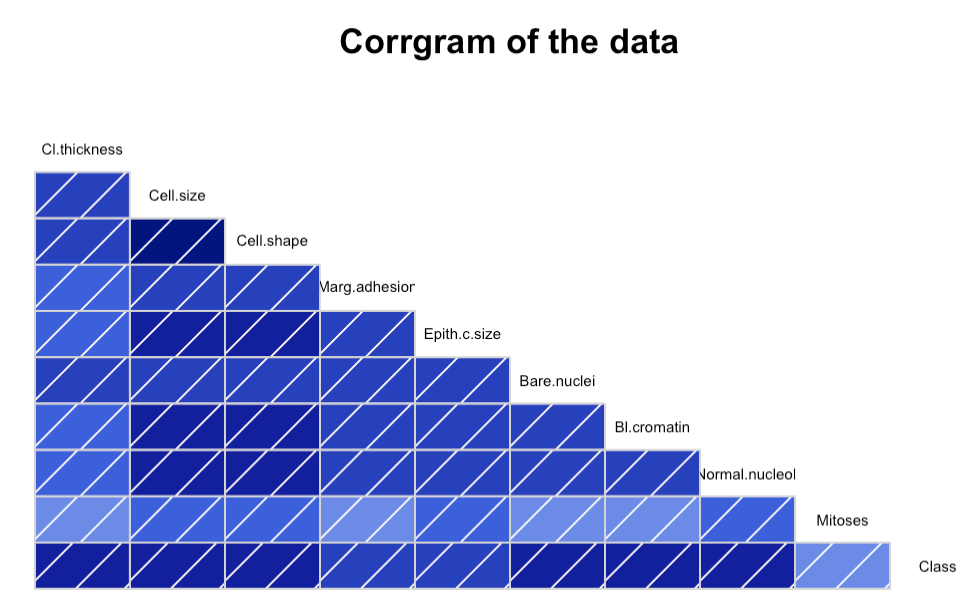 Corrgram of the data
Cl.thickness
Cell.size
Cell.shape
Marg.adhesior
Epith.c.size
Bare.nuclei
Bl.cromatin
Normal.nucleol
Mitoses
Class